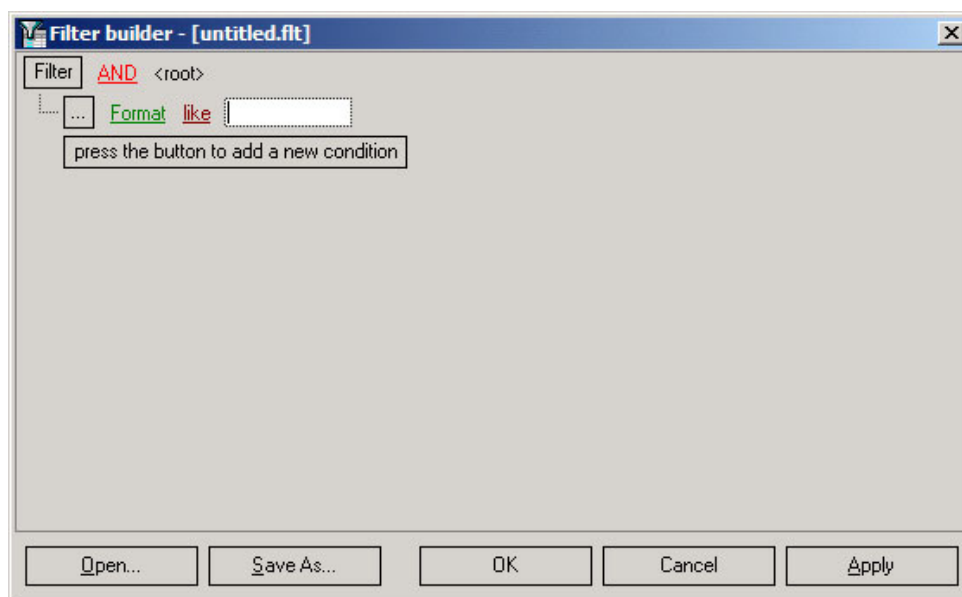 Filter builder - [untitled.flt]
Filter AND <root>
... Format like
press the button to add a new condition
Open... Save As... OK Cancel Apply